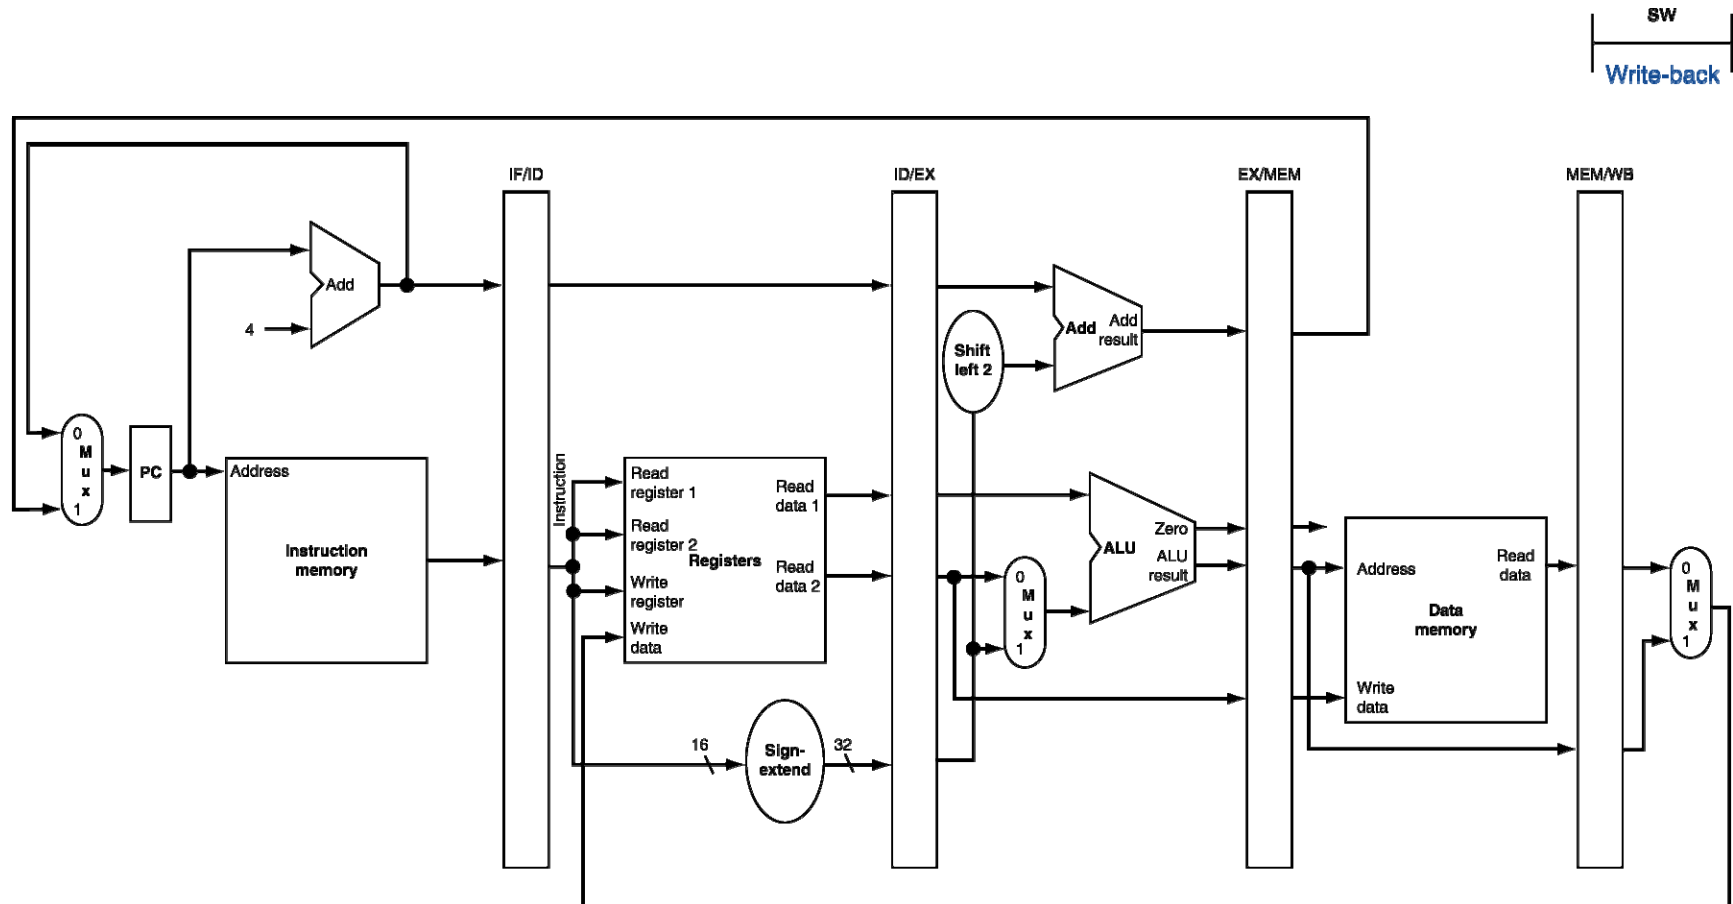 SW
Write-back
IF/ID
ID/EX
EX/MEM
MEM/WB
Add
4
Add
Add
result
Shift
left 2
0
M
u
x
1
PC
Address
Instruction
memory
Instruction
Read
register 1
Read
register 2
Write
register
Write
data
Registers
Read
data 1
Read
data 2
16
Sign-
extend
32
0
M
u
x
1
ALU
Zero
ALU
result
Address
Read
data
Data
memory
Write
data
0
M
u
x
1